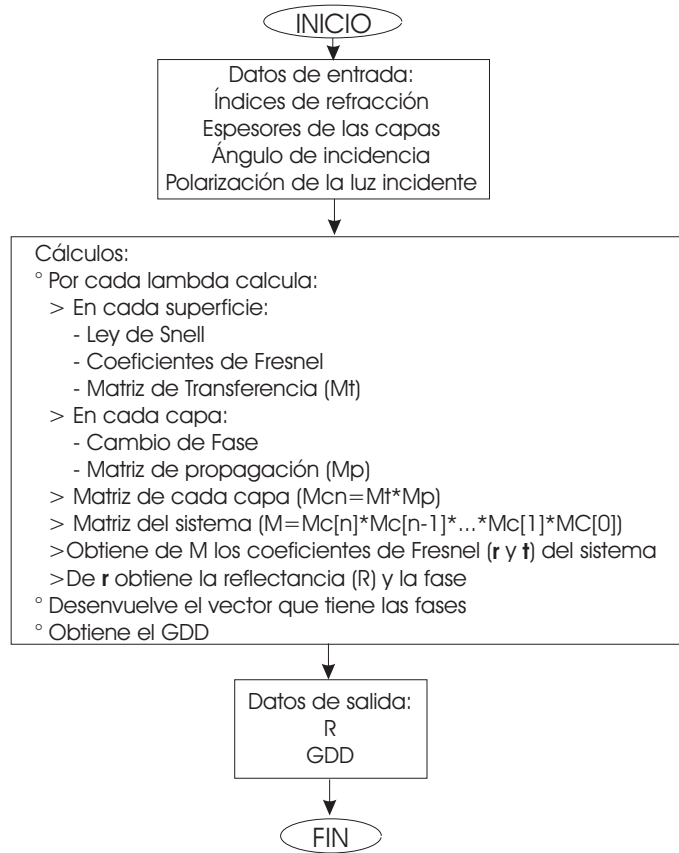 INICIO
Datos de entrada:
Índices de refracción
Espesores de las capas
Ángulo de incidencia
Polarización de la luz incidente
Cálculos:
° Por cada lambda calcula:
> En cada superficie:
- Ley de Snell
- Coeficientes de Fresnel
- Matriz de Transferencia (Mt)
> En cada capa:
- Cambio de Fase
- Matriz de propagación (Mp)
> Matriz de cada capa (Mcn=Mt*Mp)
> Matriz del sistema (M=Mc[n]*Mc[n-1]*...*Mc[1]*MC[0])
>Obtiene de M los coeficientes de Fresnel (r y t) del sistema
>De r obtiene la reflectancia (R) y la fase
° Desenvuelve el vector que tiene las fases
° Obtiene el GDD
Datos de salida:
R
GDD
FIN